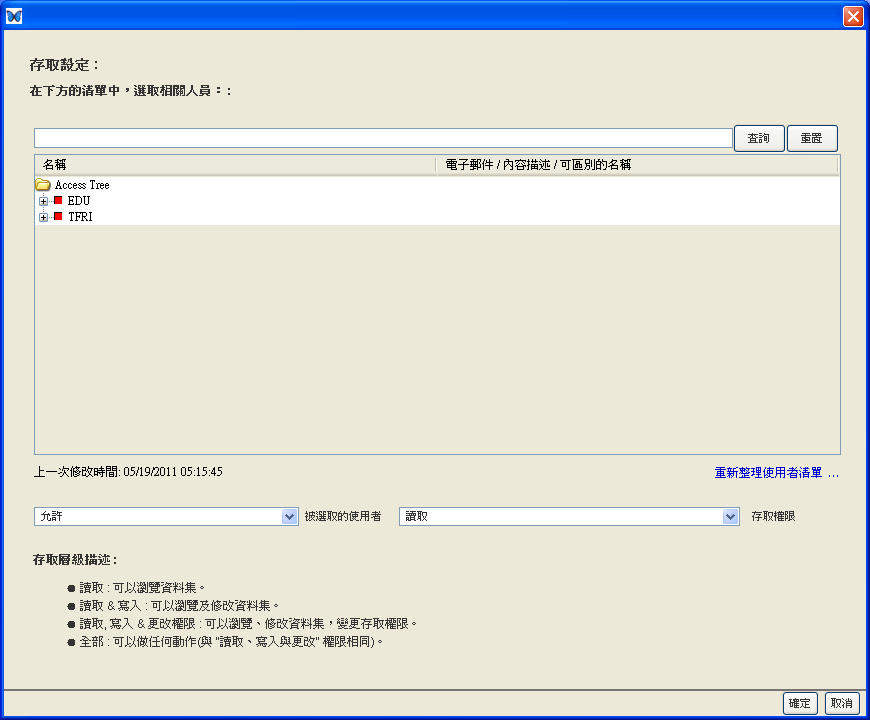 存取設定 :
在下方的清單中，選取相關人員：:
查詢 重置
名稱 電子郵件 / 內容描述 / 可區別的名稱
Access Tree
EDU
TFRI
上一次修改時間: 05/19/2011 05:15:45 重新整理使用者清單 ...
允許 被選取的使用者 讀取 存取權限
存取層級描述 :
● 讀取 : 可以瀏覽資料集。
● 讀取 & 寫入 : 可以瀏覽及修改資料集。
● 讀取, 寫入 & 更改權限 : 可以瀏覽、修改資料集，變更存取權限。
● 全部 : 可以做任何動作(與 "讀取、寫入與更改" 權限相同)。
確定 取消